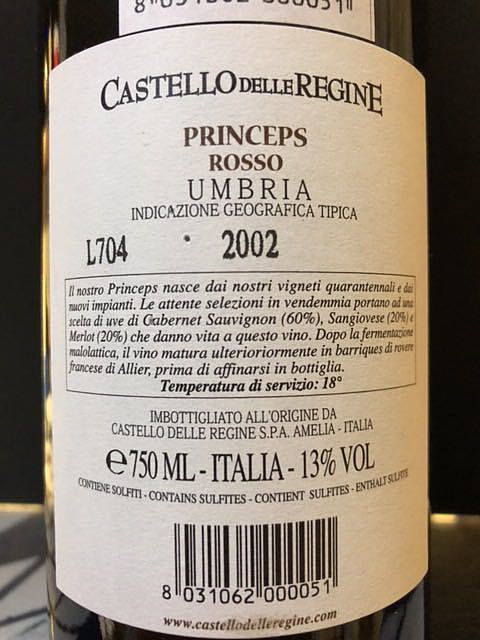 8 031062 000051
CASTELLO DELLE REGINE
PRINCEPS
ROSSO
UMBRIA
INDICAZIONE GEOGRAFICA TIPICA
L704 2002
Il nostro Princeps nasce dai nostri vigneti quarantennali e dai
nuovi impianti. Le attente selezioni in vendemmia portano ad una
scelta di uve di Cabernet Sauvignon (60%), Sangiovese (20%) e
Merlot (20%) che danno vita a questo vino. Dopo la fermentazione
malolattica, il vino matura ulterioriormente in barriques di rovere
francese di Allier, prima di affinarsi in bottiglia.
Temperatura di servizio: 18°
IMBOTTIGLIATO ALL'ORIGINE DA
CASTELLO DELLE REGINE S.P.A. AMELIA - ITALIA
℮750 ML - ITALIA - 13% VOL
CONTIENE SOLFITI - CONTAINS SULFITES - CONTIENT SULFITES - ENTHALT SULFITE
8 031062 000051
www.castellodelleregine.com